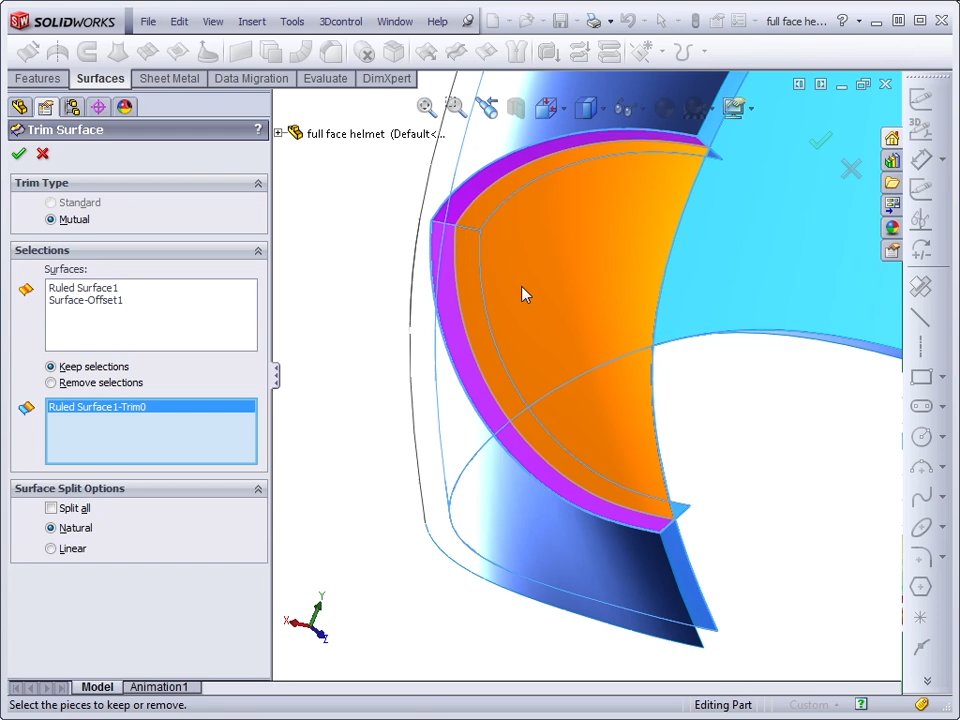 SW SOLIDWORKS File Edit View Insert Tools 3Dcontrol Window Help full face he... ?
Features Surfaces Sheet Metal Data Migration Evaluate DimXpert
Trim Surface ?
full face helmet (Default<...
3D
Trim Type
Standard
Mutual
Selections
Surfaces:
Ruled Surface1
Surface-Offset1
Keep selections
Remove selections
Ruled Surface1-Trim0
Surface Split Options
Split all
Natural
Linear
Y
X
Z
Model Animation1
Select the pieces to keep or remove. Editing Part Custom ?